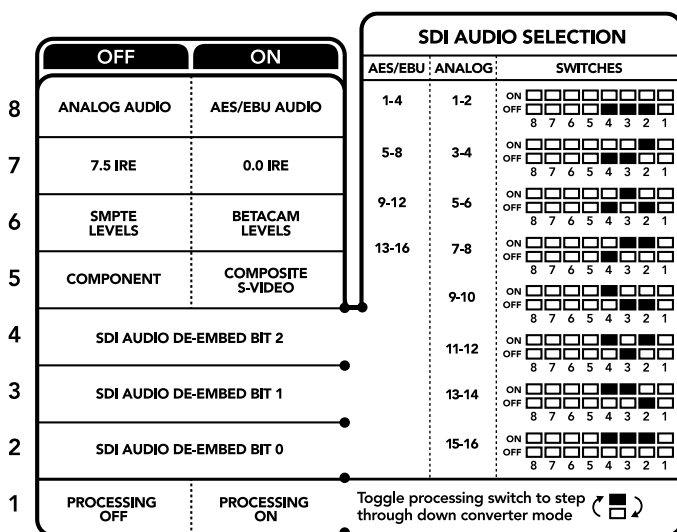 OFF ON
8 ANALOG AUDIO AES/EBU AUDIO
7 7.5 IRE 0.0 IRE
6 SMPTE LEVELS BETACAM LEVELS
5 COMPONENT COMPOSITE S-VIDEO
4 SDI AUDIO DE-EMBED BIT 2
3 SDI AUDIO DE-EMBED BIT 1
2 SDI AUDIO DE-EMBED BIT 0
1 PROCESSING OFF PROCESSING ON
SDI AUDIO SELECTION
AES/EBU ANALOG SWITCHES
1-4 1-2 ON
OFF
8 7 6 5 4 3 2 1
5-8 3-4 ON
OFF
8 7 6 5 4 3 2 1
9-12 5-6 ON
OFF
8 7 6 5 4 3 2 1
13-16 7-8 ON
OFF
8 7 6 5 4 3 2 1
9-10 ON
OFF
8 7 6 5 4 3 2 1
11-12 ON
OFF
8 7 6 5 4 3 2 1
13-14 ON
OFF
8 7 6 5 4 3 2 1
15-16 ON
OFF
8 7 6 5 4 3 2 1
Toggle processing switch to step
through down converter mode